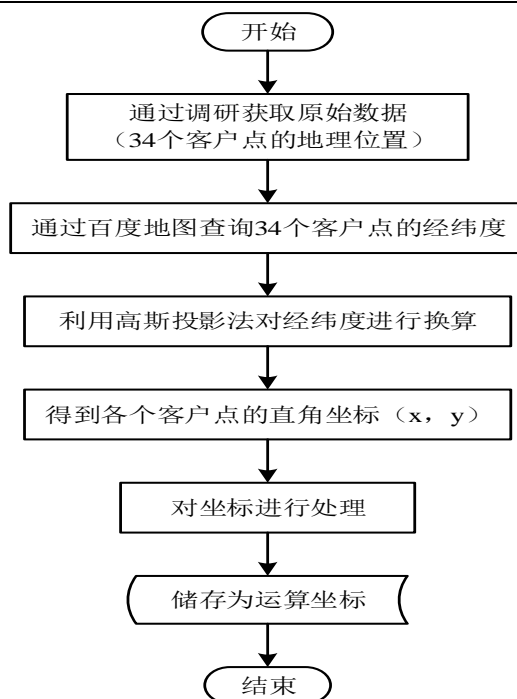 开始
通过调研获取原始数据
（34个客户点的地理位置）
通过百度地图查询34个客户点的经纬度
利用高斯投影法对经纬度进行换算
得到各个客户点的直角坐标（x，y）
对坐标进行处理
储存为运算坐标
结束